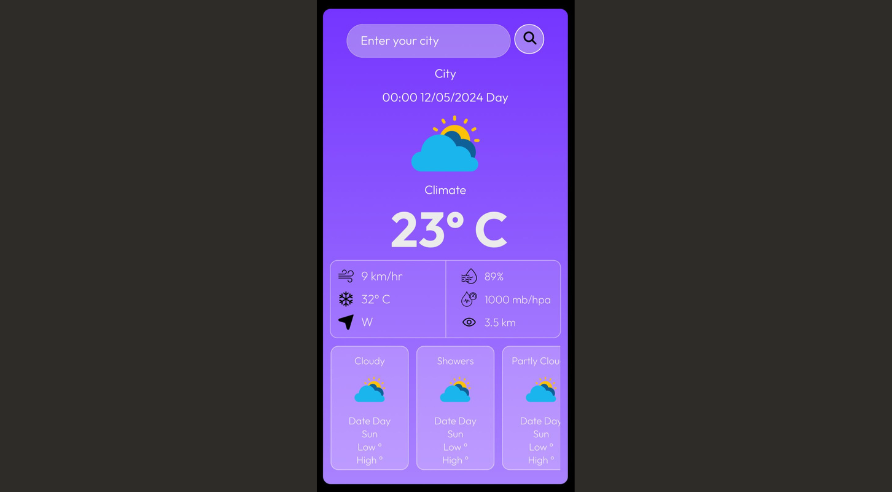 Enter your city
City
00:00 12/05/2024 Day
Climate
23° C
9 km/hr
89%
32° C
1000 mb/hpa
W
3.5 km
Cloudy
Date Day
Sun
Low °
High °
Showers
Date Day
Sun
Low °
High °
Partly Clou
Date Day
Sun
Low °
High °